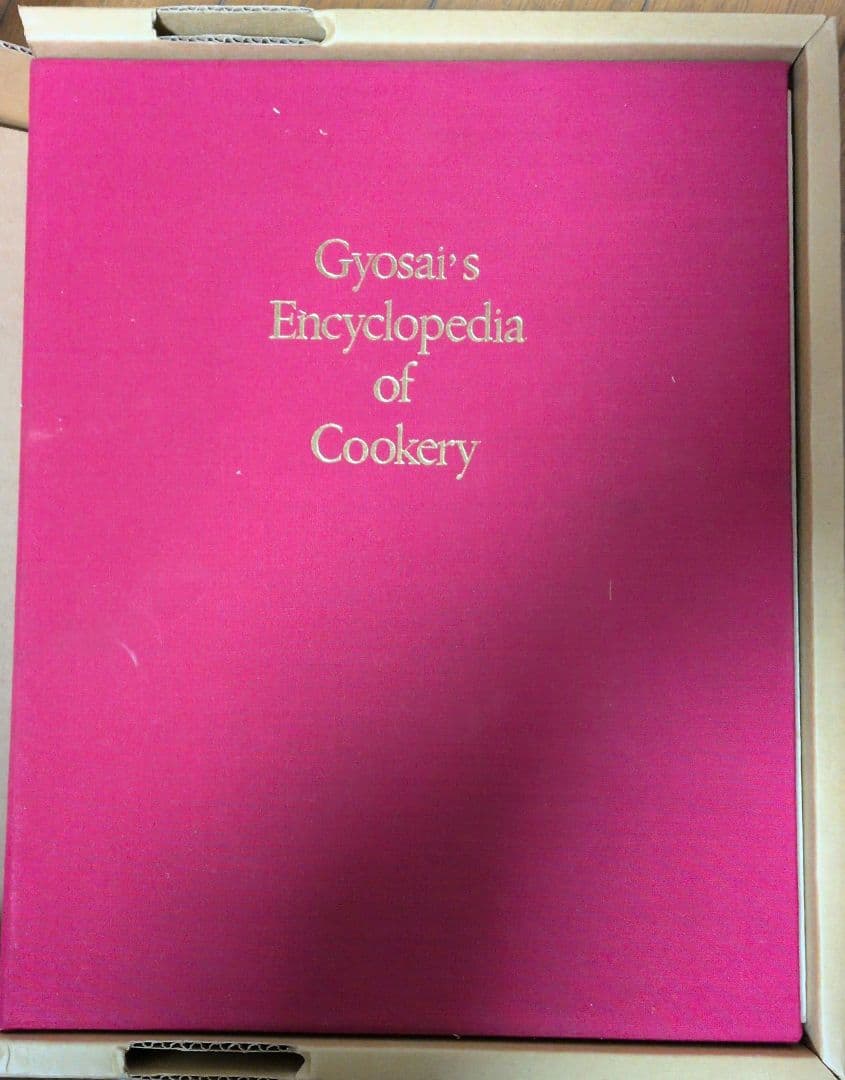 Gyosai's
Encyclopedia
of
Cookery